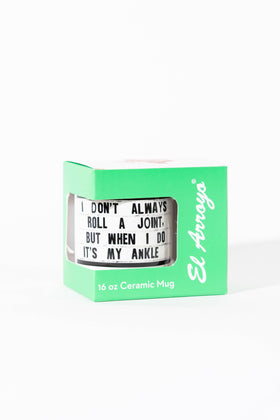 I DON'T ALWAYS
ROLL A JOINT,
BUT WHEN I DO
IT'S MY ANKLE
16 oz Ceramic Mug
El Arroyo®